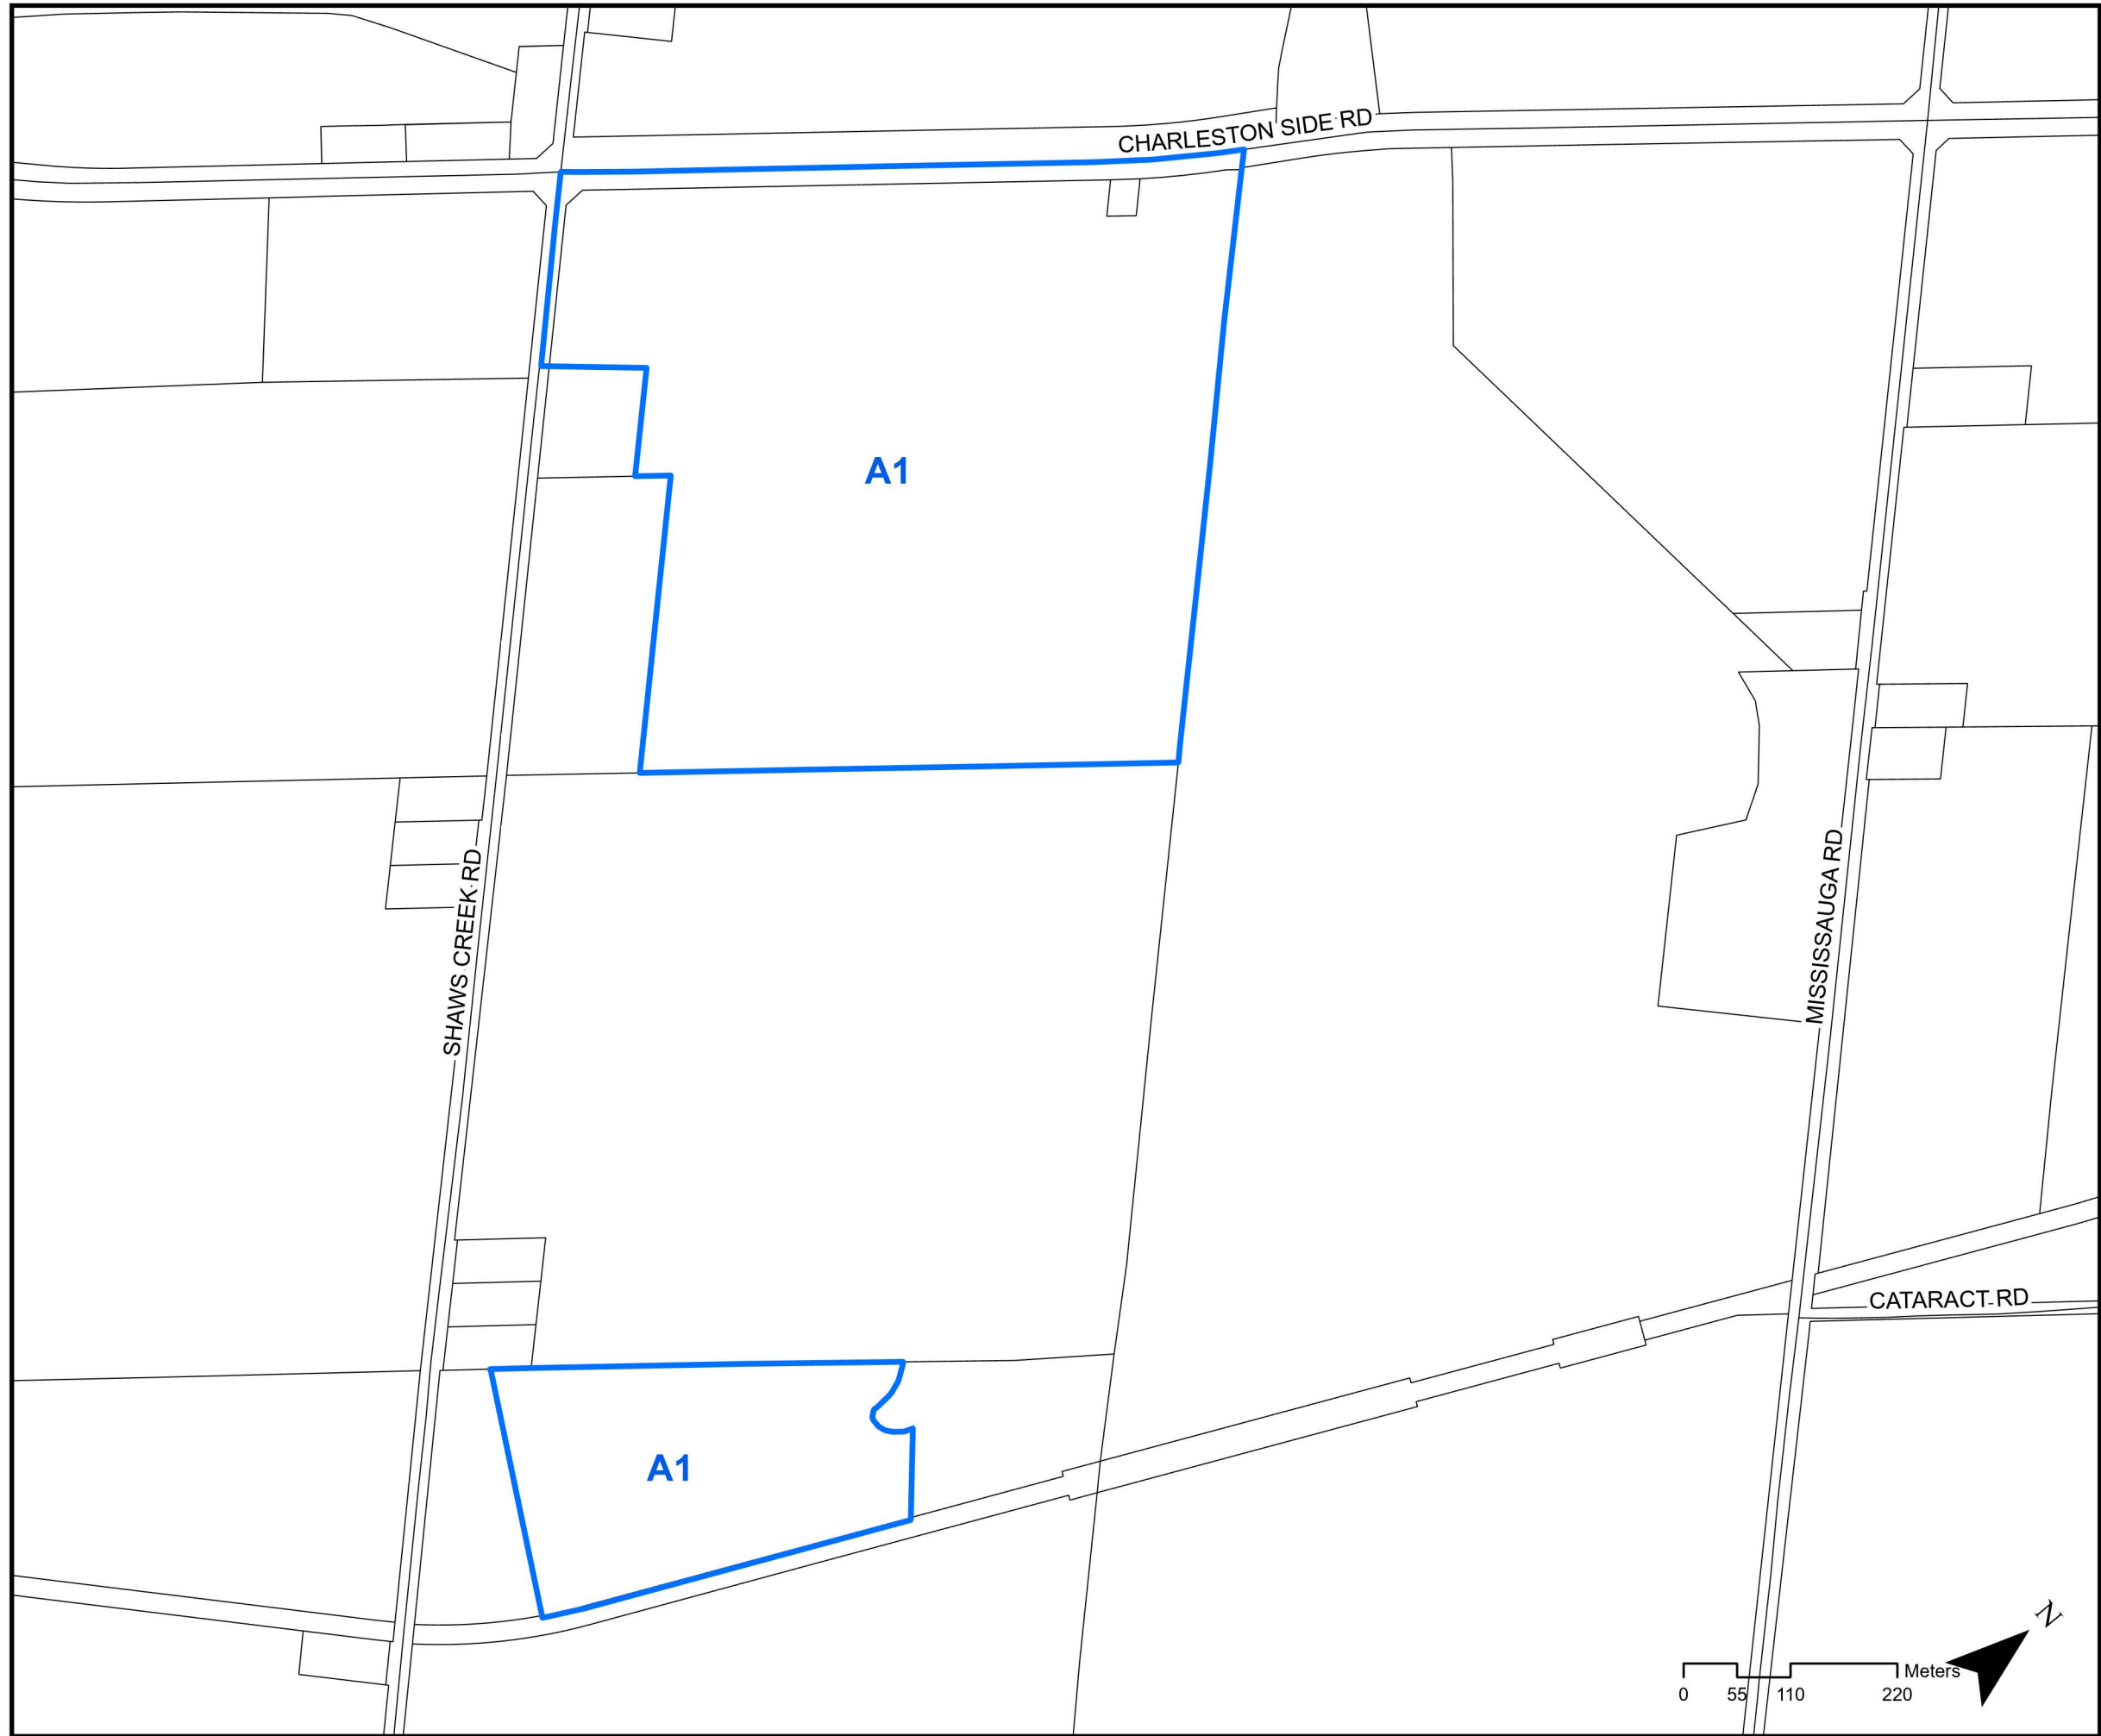 CHARLESTON SIDE RD
A1
SHAWS CREEK RD
MISSISSAUGA RD
CATARACT RD
A1
N
Meters
0 55 110 220